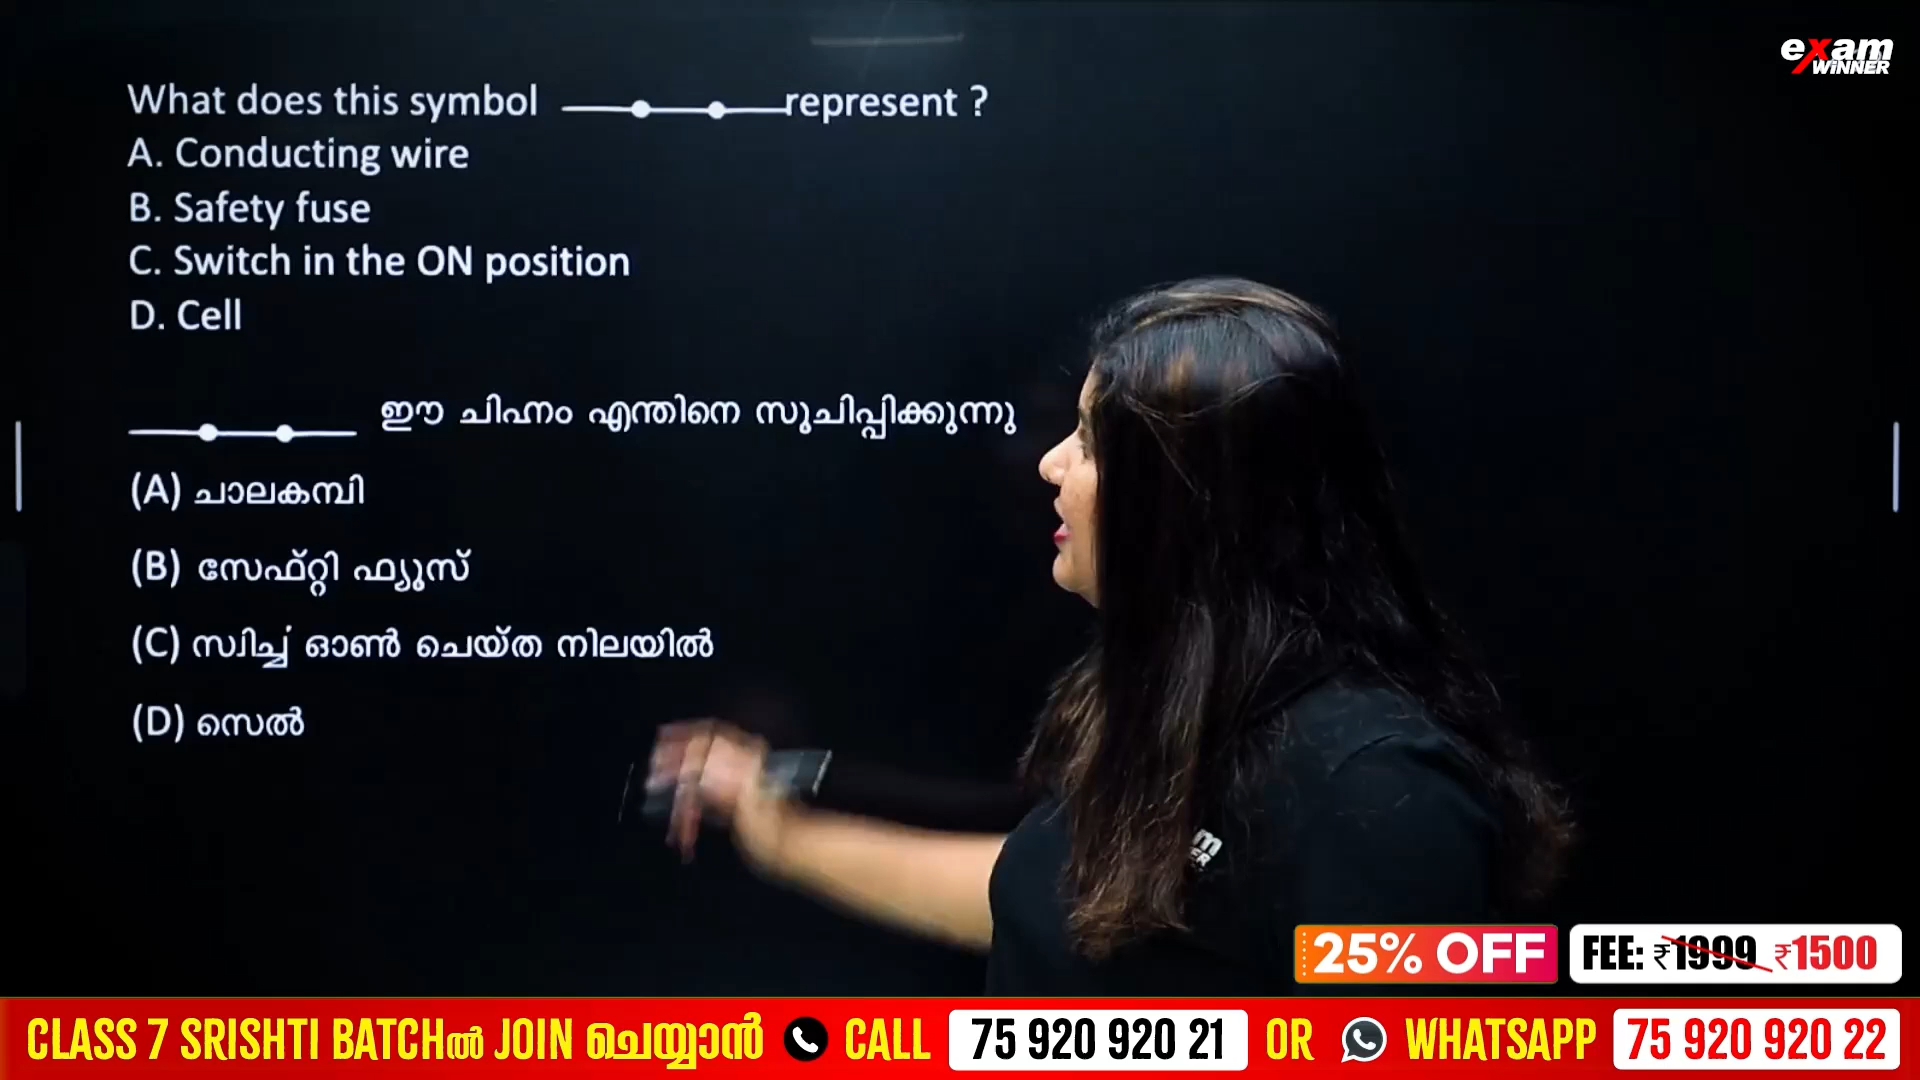 exam
WINNER
What does this symbol represent ?
A. Conducting wire
B. Safety fuse
C. Switch in the ON position
D. Cell
ഈ ചിഹ്നം എന്തിനെ സൂചിപ്പിക്കുന്നു
(A) ചാലകമ്പി
(B) സേഫ്റ്റി ഫ്യൂസ്
(C) സ്വിച്ച് ഓൺ ചെയ്ത നിലയിൽ
(D) സെൽ
25% OFF
FEE: ₹1999 ₹1500
CLASS 7 SRISHTI BATCHൽ JOIN ചെയ്യാൻ CALL 75 920 920 21 OR WHATSAPP 75 920 920 22